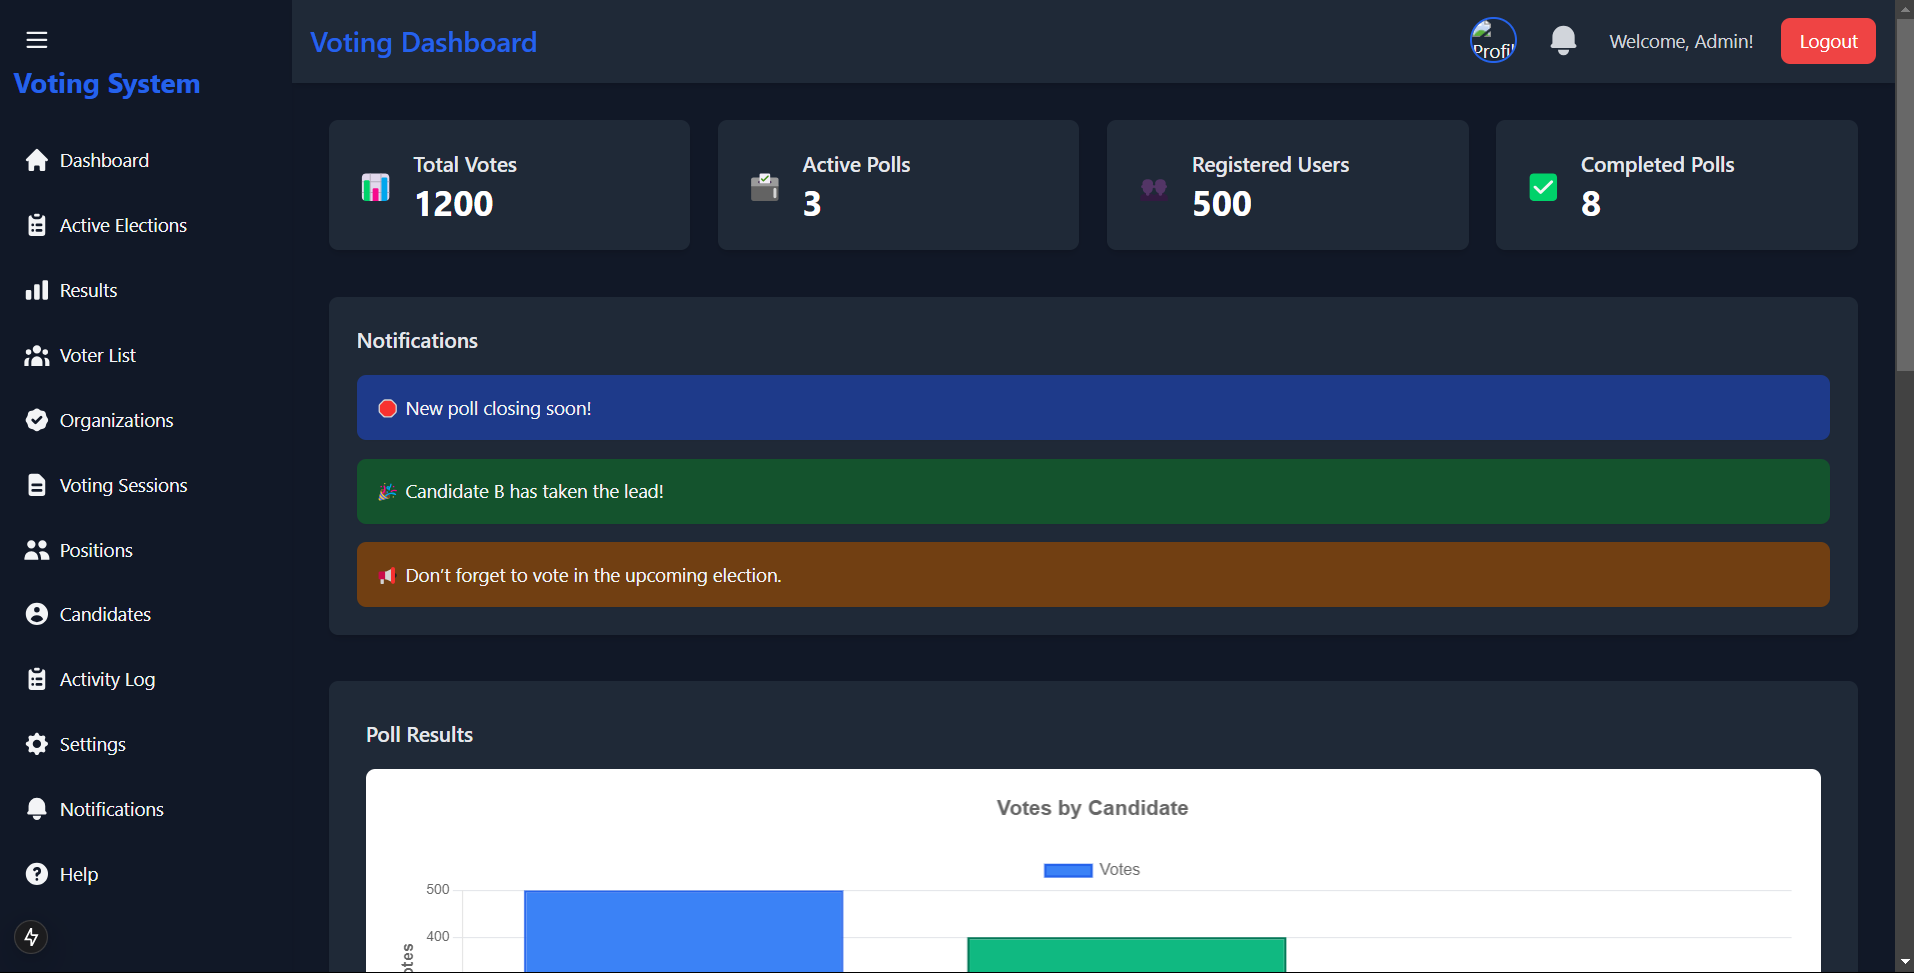 Voting System
Dashboard
Active Elections
Results
Voter List
Organizations
Voting Sessions
Positions
Candidates
Activity Log
Settings
Notifications
Help
Voting Dashboard
Profil
Welcome, Admin!
Logout
Total Votes
1200
Active Polls
3
Registered Users
500
Completed Polls
8
Notifications
New poll closing soon!
Candidate B has taken the lead!
Don’t forget to vote in the upcoming election.
Poll Results
Votes by Candidate
Votes
500
400